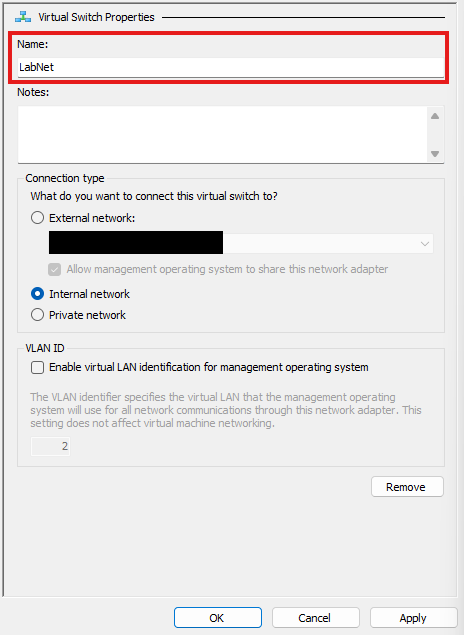 Virtual Switch Properties
Name:
LabNet
Notes:
Connection type
What do you want to connect this virtual switch to?
External network:
Allow management operating system to share this network adapter
Internal network
Private network
VLAN ID
Enable virtual LAN identification for management operating system
The VLAN identifier specifies the virtual LAN that the management operating
system will use for all network communications through this network adapter. This
setting does not affect virtual machine networking.
2
Remove
OK Cancel Apply